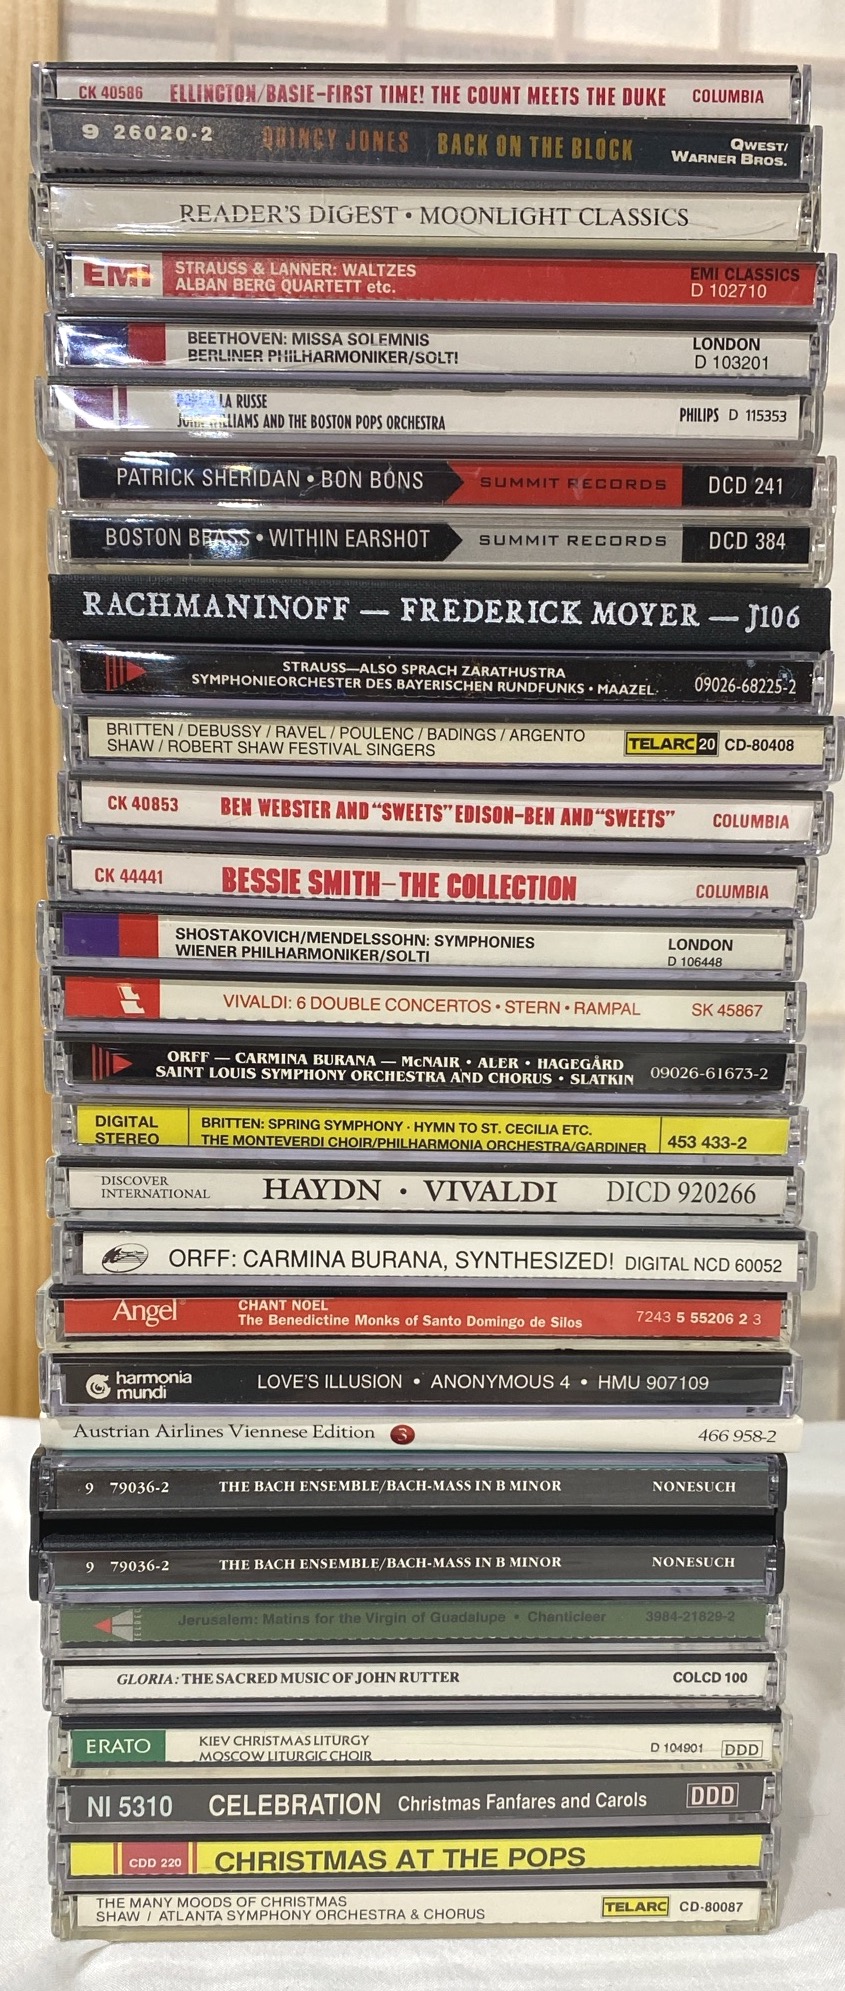 CK 40586 ELLINGTON/BASIE–FIRST TIME! THE COUNT MEETS THE DUKE COLUMBIA
9 26020-2 QUINCY JONES BACK ON THE BLOCK QWEST/
WARNER BROS.
READER'S DIGEST • MOONLIGHT CLASSICS
EMI STRAUSS & LANNER: WALTZES EMI CLASSICS
ALBAN BERG QUARTETT etc. D 102710
BEETHOVEN: MISSA SOLEMNIS LONDON
BERLINER PHILHARMONIKER/SOLTI D 103201
LA RUSSE
JOHN WILLIAMS AND THE BOSTON POPS ORCHESTRA PHILIPS D 115353
PATRICK SHERIDAN • BON BONS SUMMIT RECORDS DCD 241
BOSTON BRASS • WITHIN EARSHOT SUMMIT RECORDS DCD 384
RACHMANINOFF — FREDERICK MOYER — J106
STRAUSS—ALSO SPRACH ZARATHUSTRA
SYMPHONIEORCHESTER DES BAYERISCHEN RUNDFUNKS • MAAZEL 09026-68225-2
BRITTEN / DEBUSSY / RAVEL / POULENC / BADINGS / ARGENTO
SHAW / ROBERT SHAW FESTIVAL SINGERS TELARC 20 CD-80408
CK 40853 BEN WEBSTER AND "SWEETS" EDISON–BEN AND "SWEETS" COLUMBIA
CK 44441 BESSIE SMITH–THE COLLECTION COLUMBIA
SHOSTAKOVICH/MENDELSSOHN: SYMPHONIES LONDON
WIENER PHILHARMONIKER/SOLTI D 106448
VIVALDI: 6 DOUBLE CONCERTOS • STERN • RAMPAL SK 45867
ORFF — CARMINA BURANA — McNAIR • ALER • HAGEGÅRD
SAINT LOUIS SYMPHONY ORCHESTRA AND CHORUS • SLATKIN 09026-61673-2
DIGITAL BRITTEN: SPRING SYMPHONY · HYMN TO ST. CECILIA ETC.
STEREO THE MONTEVERDI CHOIR/PHILHARMONIA ORCHESTRA/GARDINER 453 433-2
DISCOVER
INTERNATIONAL HAYDN • VIVALDI DICD 920266
ORFF: CARMINA BURANA, SYNTHESIZED! DIGITAL NCD 60052
Angel CHANT NOEL
The Benedictine Monks of Santo Domingo de Silos 7243 5 55206 2 3
harmonia
mundi LOVE'S ILLUSION • ANONYMOUS 4 • HMU 907109
Austrian Airlines Viennese Edition 3 466 958-2
9 79036-2 THE BACH ENSEMBLE/BACH-MASS IN B MINOR NONESUCH
9 79036-2 THE BACH ENSEMBLE/BACH-MASS IN B MINOR NONESUCH
Jerusalem: Matins for the Virgin of Guadalupe • Chanticleer 3984-21829-2
GLORIA: THE SACRED MUSIC OF JOHN RUTTER COLCD 100
ERATO KIEV CHRISTMAS LITURGY
MOSCOW LITURGIC CHOIR D 104901 DDD
NI 5310 CELEBRATION Christmas Fanfares and Carols DDD
CDD 220 CHRISTMAS AT THE POPS
THE MANY MOODS OF CHRISTMAS
SHAW / ATLANTA SYMPHONY ORCHESTRA & CHORUS TELARC CD-80087